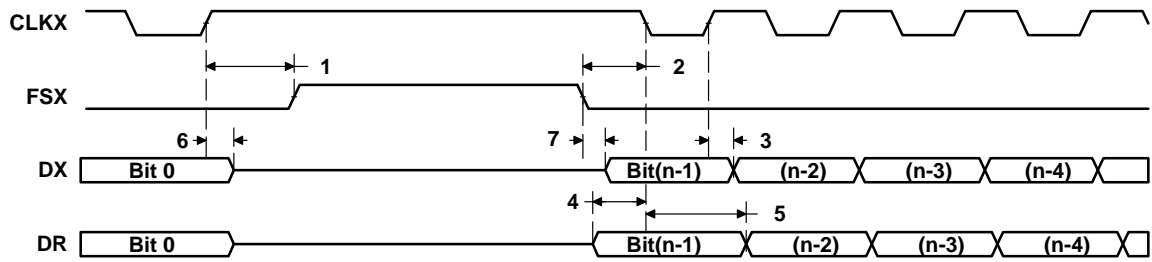 CLKX
1 2
FSX
6 7 3
DX Bit 0 Bit(n-1) (n-2) (n-3) (n-4)
4 5
DR Bit 0 Bit(n-1) (n-2) (n-3) (n-4)